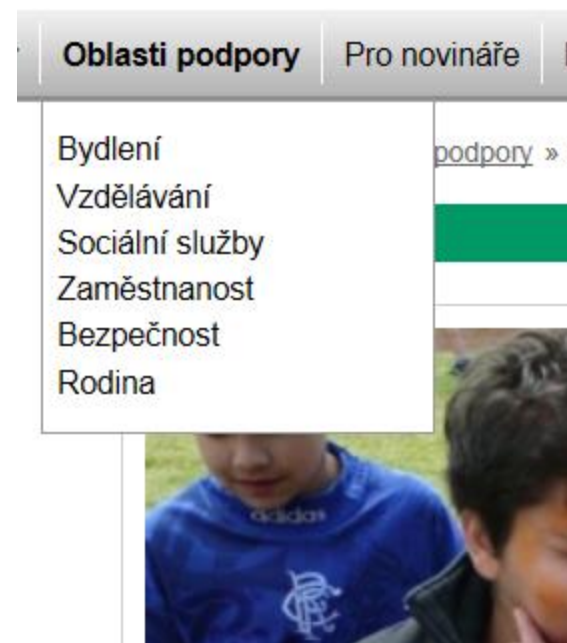 Oblasti podpory
Pro novináře
podpory »
Bydlení
Vzdělávání
Sociální služby
Zaměstnanost
Bezpečnost
Rodina
adidas